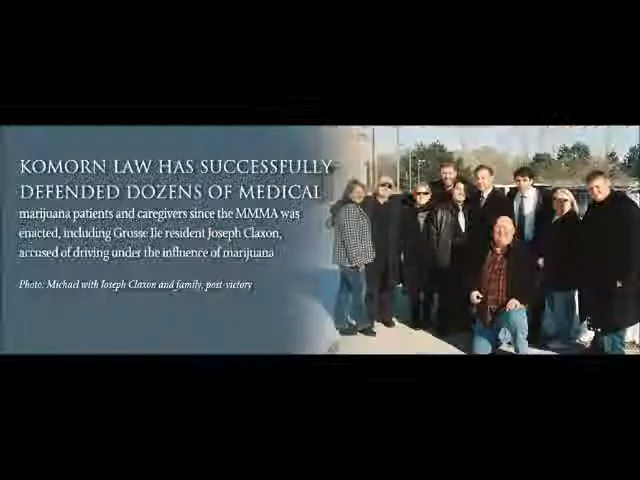 KOMORN LAW HAS SUCCESSFULLY
DEFENDED DOZENS OF MEDICAL
marijuana patients and caregivers since the MMMA was
enacted, including Grosse Ile resident Joseph Claxon,
accused of driving under the influence of marijuana
Photo: Michael with Joseph Claxon and family, post-victory